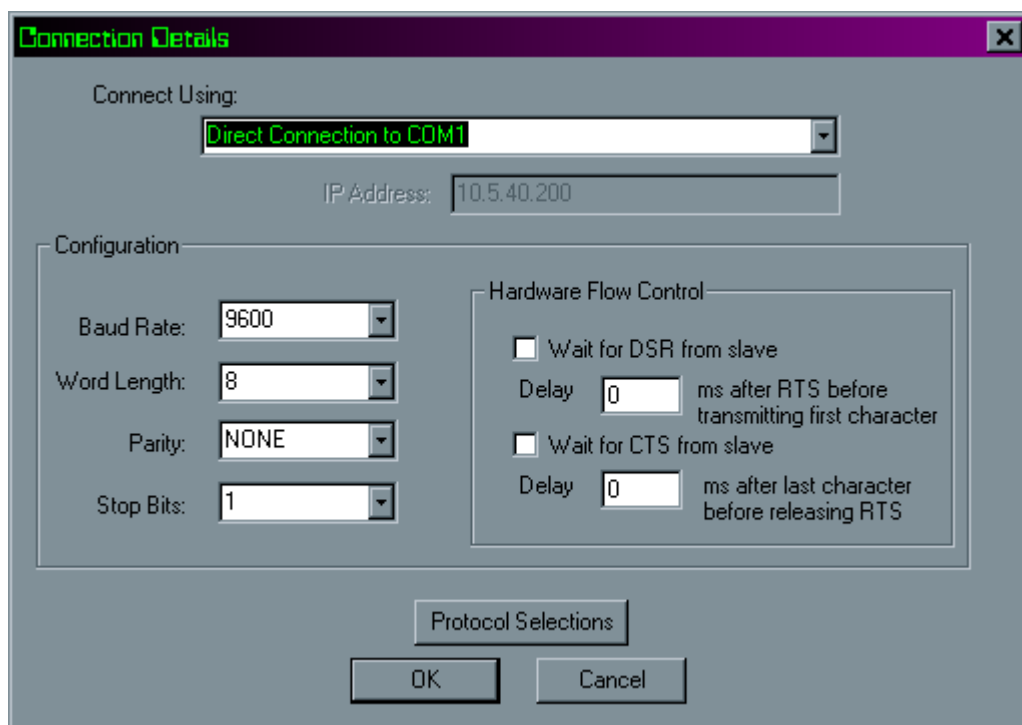 Connection Details
Connect Using:
Direct Connection to COM1
IP Address: 10.5.40.200
Configuration
Baud Rate: 9600
Word Length: 8
Parity: NONE
Stop Bits: 1
Hardware Flow Control
Wait for DSR from slave
Delay 0 ms after RTS before
transmitting first character
Wait for CTS from slave
Delay 0 ms after last character
before releasing RTS
Protocol Selections
OK Cancel